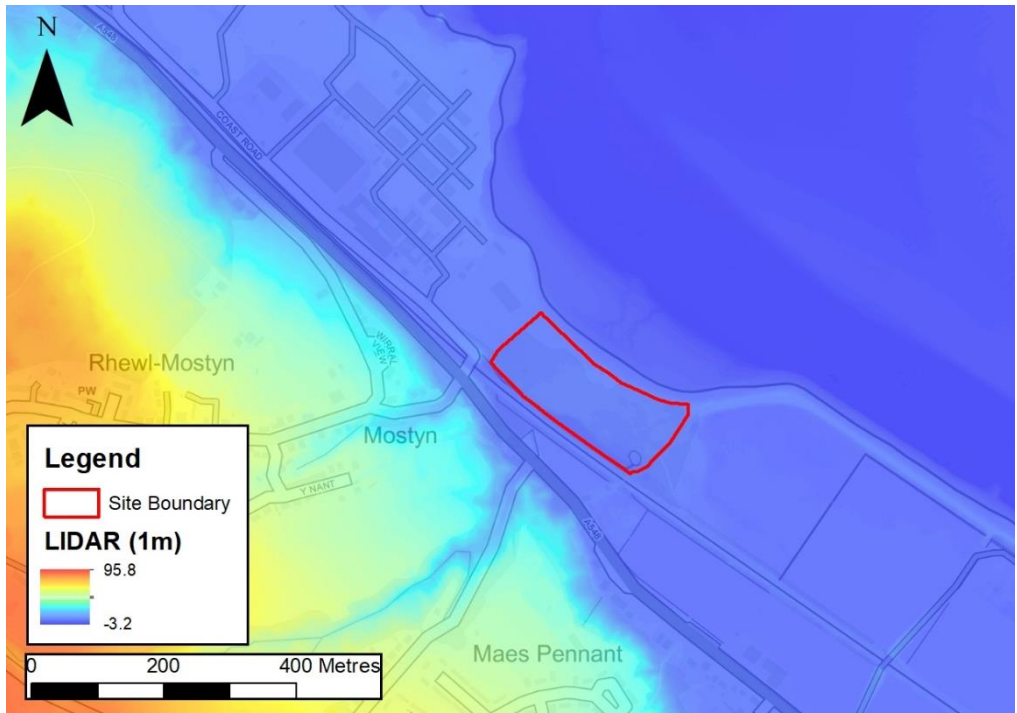 N
A548
COAST ROAD
WIRRAL
VIEW
Rhewl-Mostyn
PW
Mostyn
Y NANT
A548
Maes Pennant
Legend
Site Boundary
LIDAR (1m)
95.8
-3.2
0 200 400 Metres